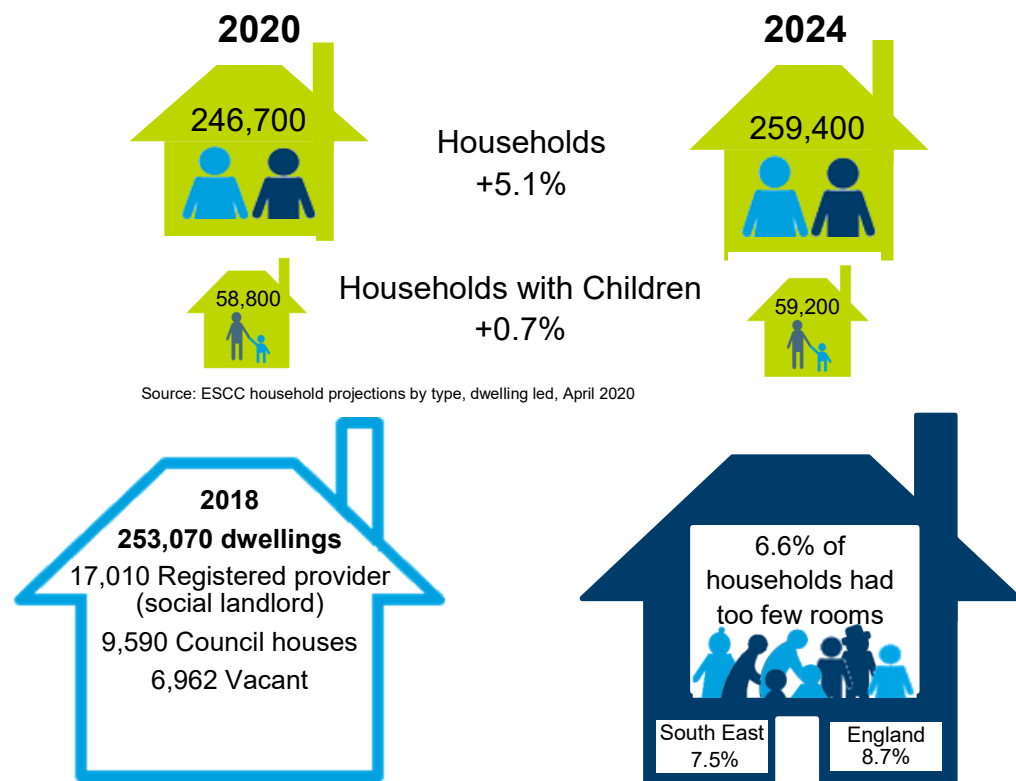 2020
2024
246,700
Households
+5.1%
259,400
58,800
Households with Children
+0.7%
59,200
Source: ESCC household projections by type, dwelling led, April 2020
2018
253,070 dwellings
17,010 Registered provider
(social landlord)
9,590 Council houses
6,962 Vacant
6.6% of
households had
too few rooms
South East
7.5%
England
8.7%